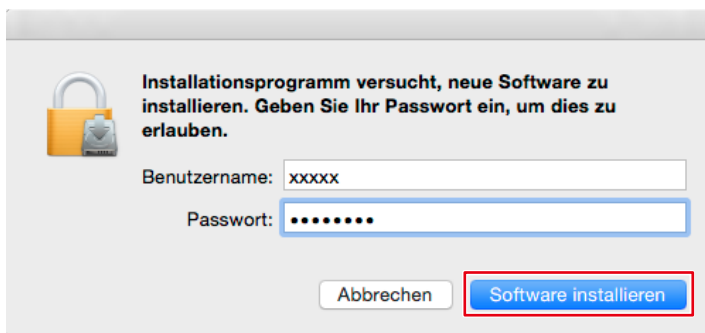 Installationsprogramm versucht, neue Software zu
installieren. Geben Sie Ihr Passwort ein, um dies zu
erlauben.
Benutzername: xxxxx
Passwort: ••••••••
Abbrechen Software installieren